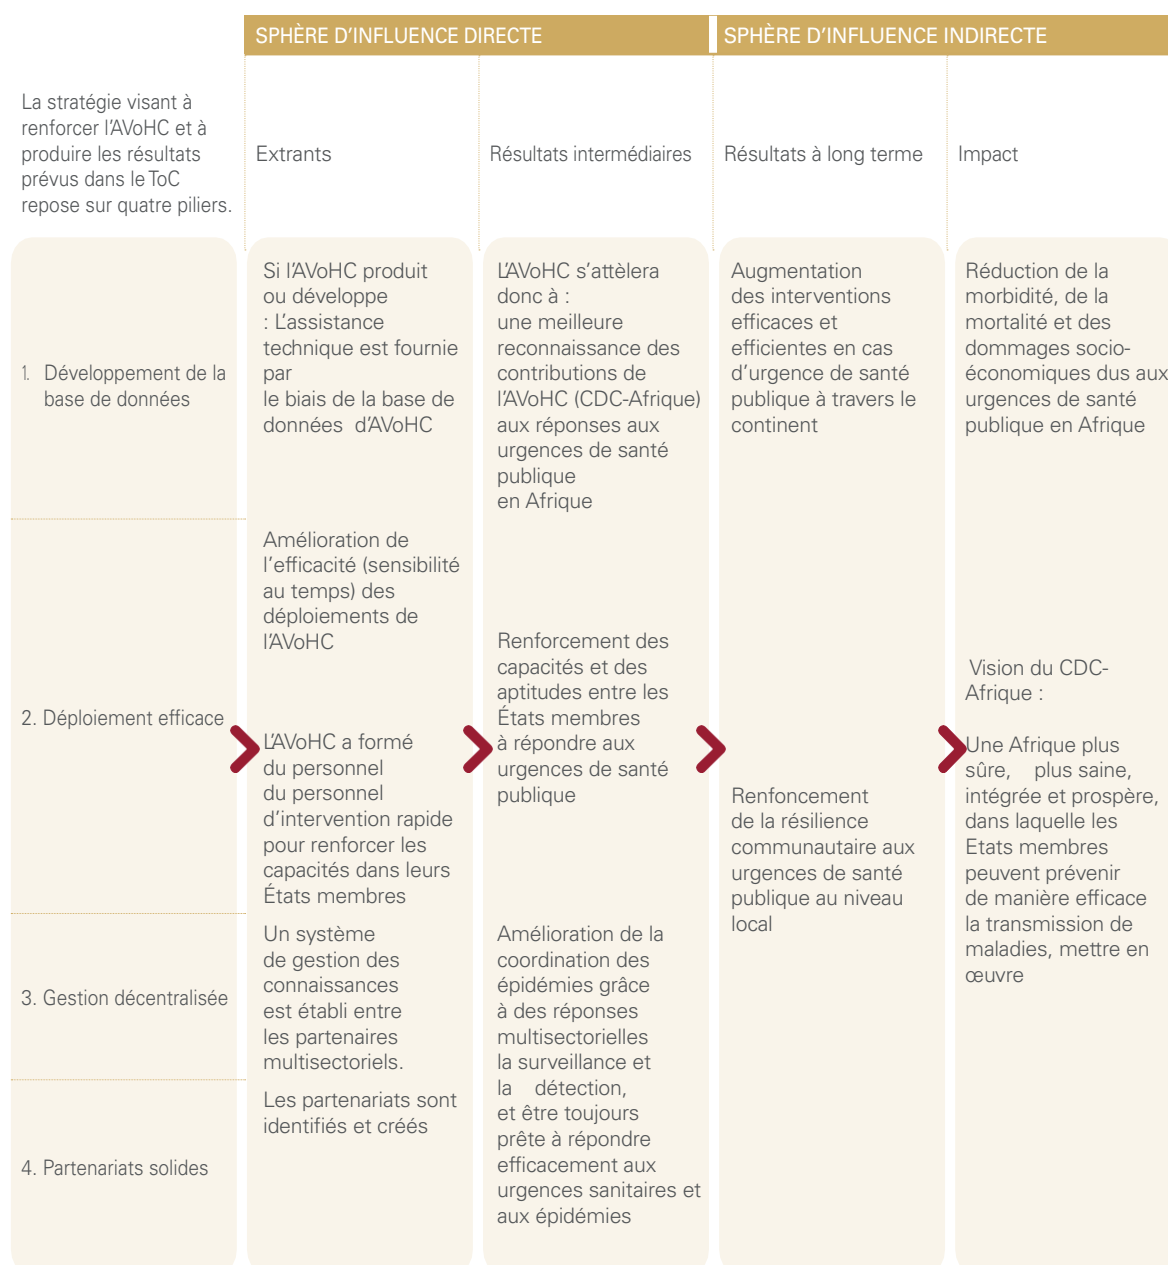 SPHÈRE D’INFLUENCE DIRECTE
SPHÈRE D’INFLUENCE INDIRECTE
La stratégie visant à
renforcer l’AVoHC et à
produire les résultats
prévus dans le ToC
repose sur quatre piliers.
Extrants
Résultats intermédiaires
Résultats à long terme
Impact
1. Développement de la
base de données
2. Déploiement efficace
3. Gestion décentralisée
4. Partenariats solides
Si l’AVoHC produit
ou développe
: L’assistance
technique est fournie
par
le biais de la base de
données d’AVoHC
Amélioration de
l’efficacité (sensibilité
au temps) des
déploiements de
l’AVoHC
L’AVoHC a formé
du personnel
du personnel
d’intervention rapide
pour renforcer les
capacités dans leurs
États membres
Un système
de gestion des
connaissances
est établi entre
les partenaires
multisectoriels.
Les partenariats sont
identifiés et créés
L’AVoHC s’attèlera
donc à :
une meilleure
reconnaissance des
contributions de
l’AVoHC (CDC-Afrique)
aux réponses aux
urgences de santé
publique
en Afrique
Renforcement des
capacités et des
aptitudes entre les
États membres
à répondre aux
urgences de santé
publique
Amélioration de la
coordination des
épidémies grâce
à des réponses
multisectorielles
la surveillance et
la détection,
et être toujours
prête à répondre
efficacement aux
urgences sanitaires et
aux épidémies
Augmentation
des interventions
efficaces et
efficientes en cas
d’urgence de santé
publique à travers le
continent
Renfoncement
de la résilience
communautaire aux
urgences de santé
publique au niveau
local
Réduction de la
morbidité, de la
mortalité et des
dommages socio-
économiques dus aux
urgences de santé
publique en Afrique
Vision du CDC-
Afrique :
Une Afrique plus
sûre, plus saine,
intégrée et prospère,
dans laquelle les
Etats membres
peuvent prévenir
de manière efficace
la transmission de
maladies, mettre en
œuvre